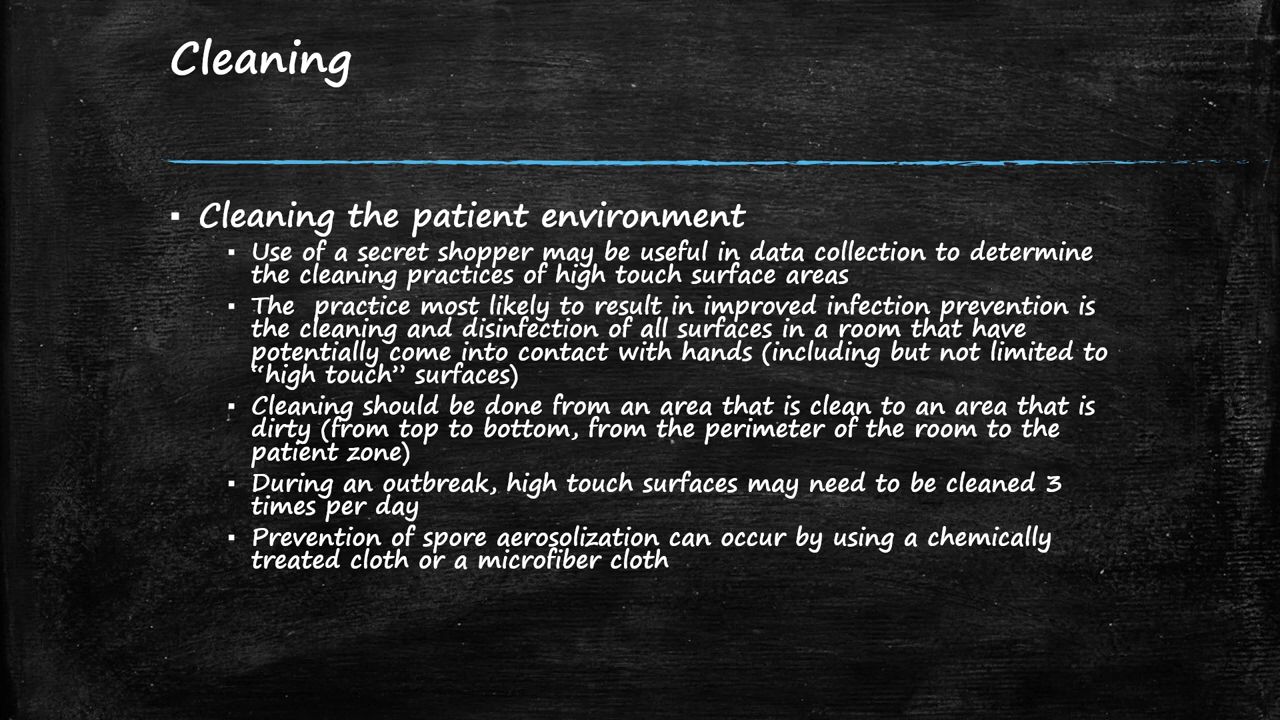 Cleaning
▪ Cleaning the patient environment
▪ Use of a secret shopper may be useful in data collection to determine
the cleaning practices of high touch surface areas
▪ The  practice most likely to result in improved infection prevention is
the cleaning and disinfection of all surfaces in a room that have
potentially come into contact with hands (including but not limited to
“high touch” surfaces)
▪ Cleaning should be done from an area that is clean to an area that is
dirty (from top to bottom, from the perimeter of the room to the
patient zone)
▪ During an outbreak, high touch surfaces may need to be cleaned 3
times per day
▪ Prevention of spore aerosolization can occur by using a chemically
treated cloth or a microfiber cloth